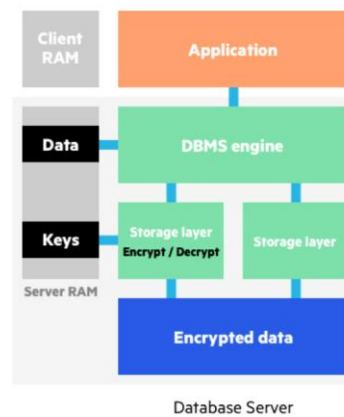 Client
RAM
Application
Data
DBMS engine
Keys
Storage layer
Encrypt / Decrypt
Storage layer
Server RAM
Encrypted data
Database Server